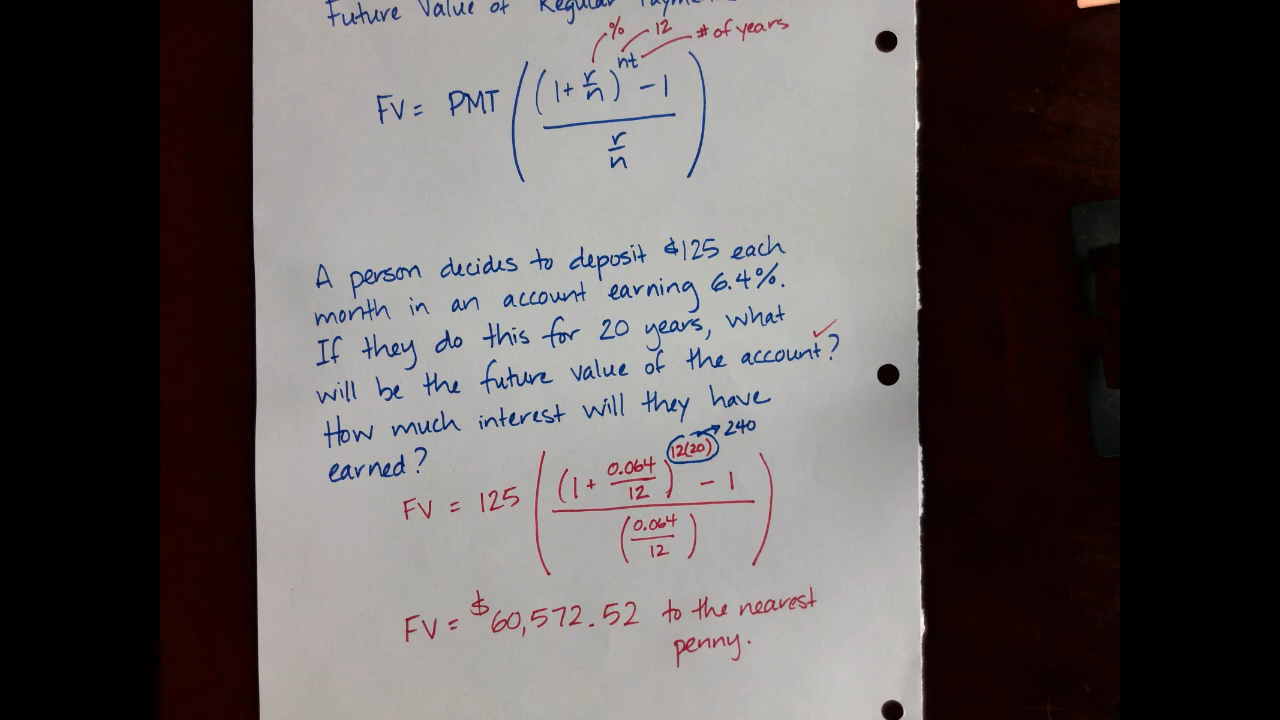 Future Value of Regular
% 12 # of years
FV = PMT ( ( 1 + r/n )^nt - 1 / r/n )
A person decides to deposit $125 each
month in an account earning 6.4%.
If they do this for 20 years, what
will be the future value of the account?
How much interest will they have
earned?
12(20) → 240
FV = 125 ( ( 1 + 0.064/12 ) - 1 / ( 0.064/12 ) )
FV = $60,572.52 to the nearest
penny.